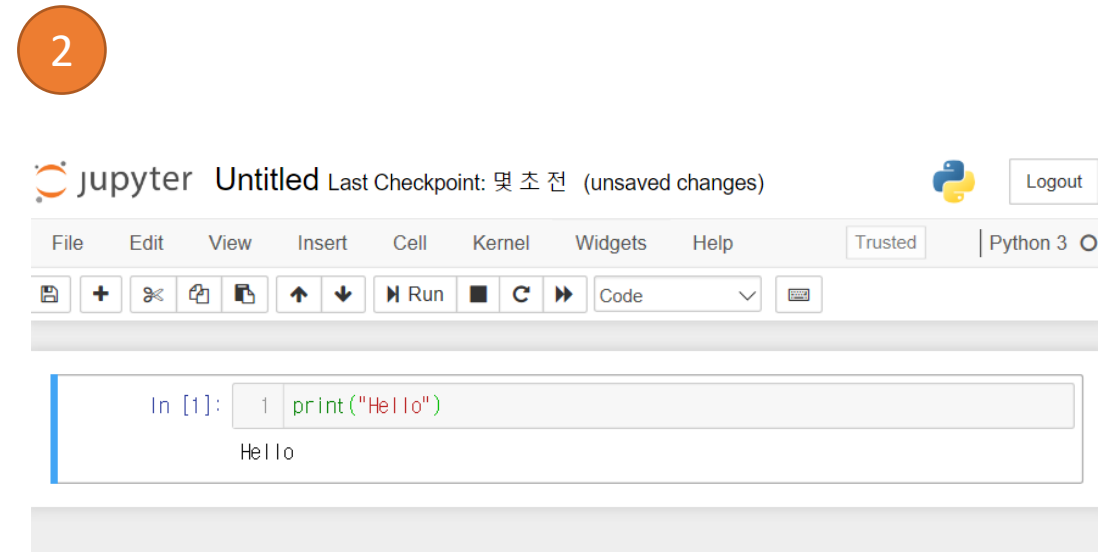 2
jupyter Untitled Last Checkpoint: 몇 초 전 (unsaved changes) Logout
File Edit View Insert Cell Kernel Widgets Help Trusted Python 3
Run Code
In [1]: 1 print("Hello")
Hello